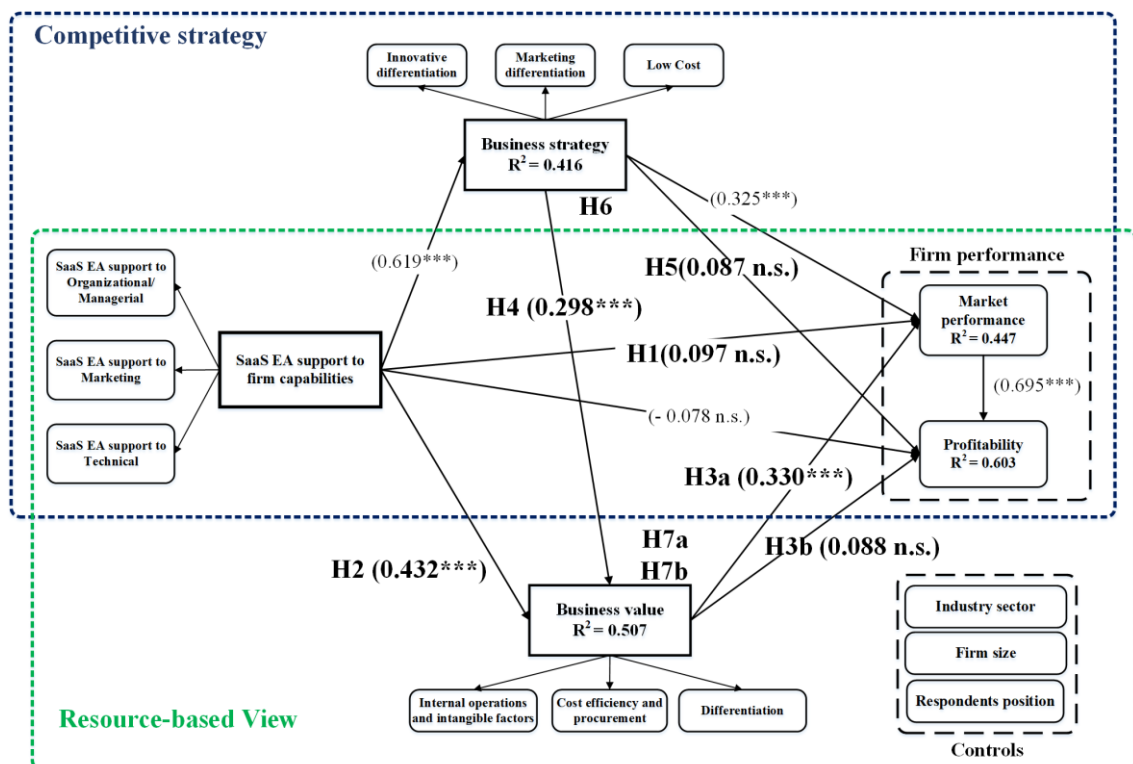 Competitive strategy
Innovative
differentiation
Marketing
differentiation
Low Cost
Business strategy
R² = 0.416
H6
(0.325***)
SaaS EA support to
Organizational/
Managerial
(0.619***)
H5(0.087 n.s.)
Firm performance
Market
performance
R² = 0.447
H4 (0.298***)
SaaS EA support to
firm capabilities
H1(0.097 n.s.)
SaaS EA support to
Marketing
(0.695***)
(- 0.078 n.s.)
SaaS EA support to
Technical
Profitability
R² = 0.603
H3a (0.330***)
H7a
H7b
H3b (0.088 n.s.)
H2 (0.432***)
Business value
R² = 0.507
Industry sector
Firm size
Respondents position
Controls
Internal operations
and intangible factors
Cost efficiency and
procurement
Differentiation
Resource-based View